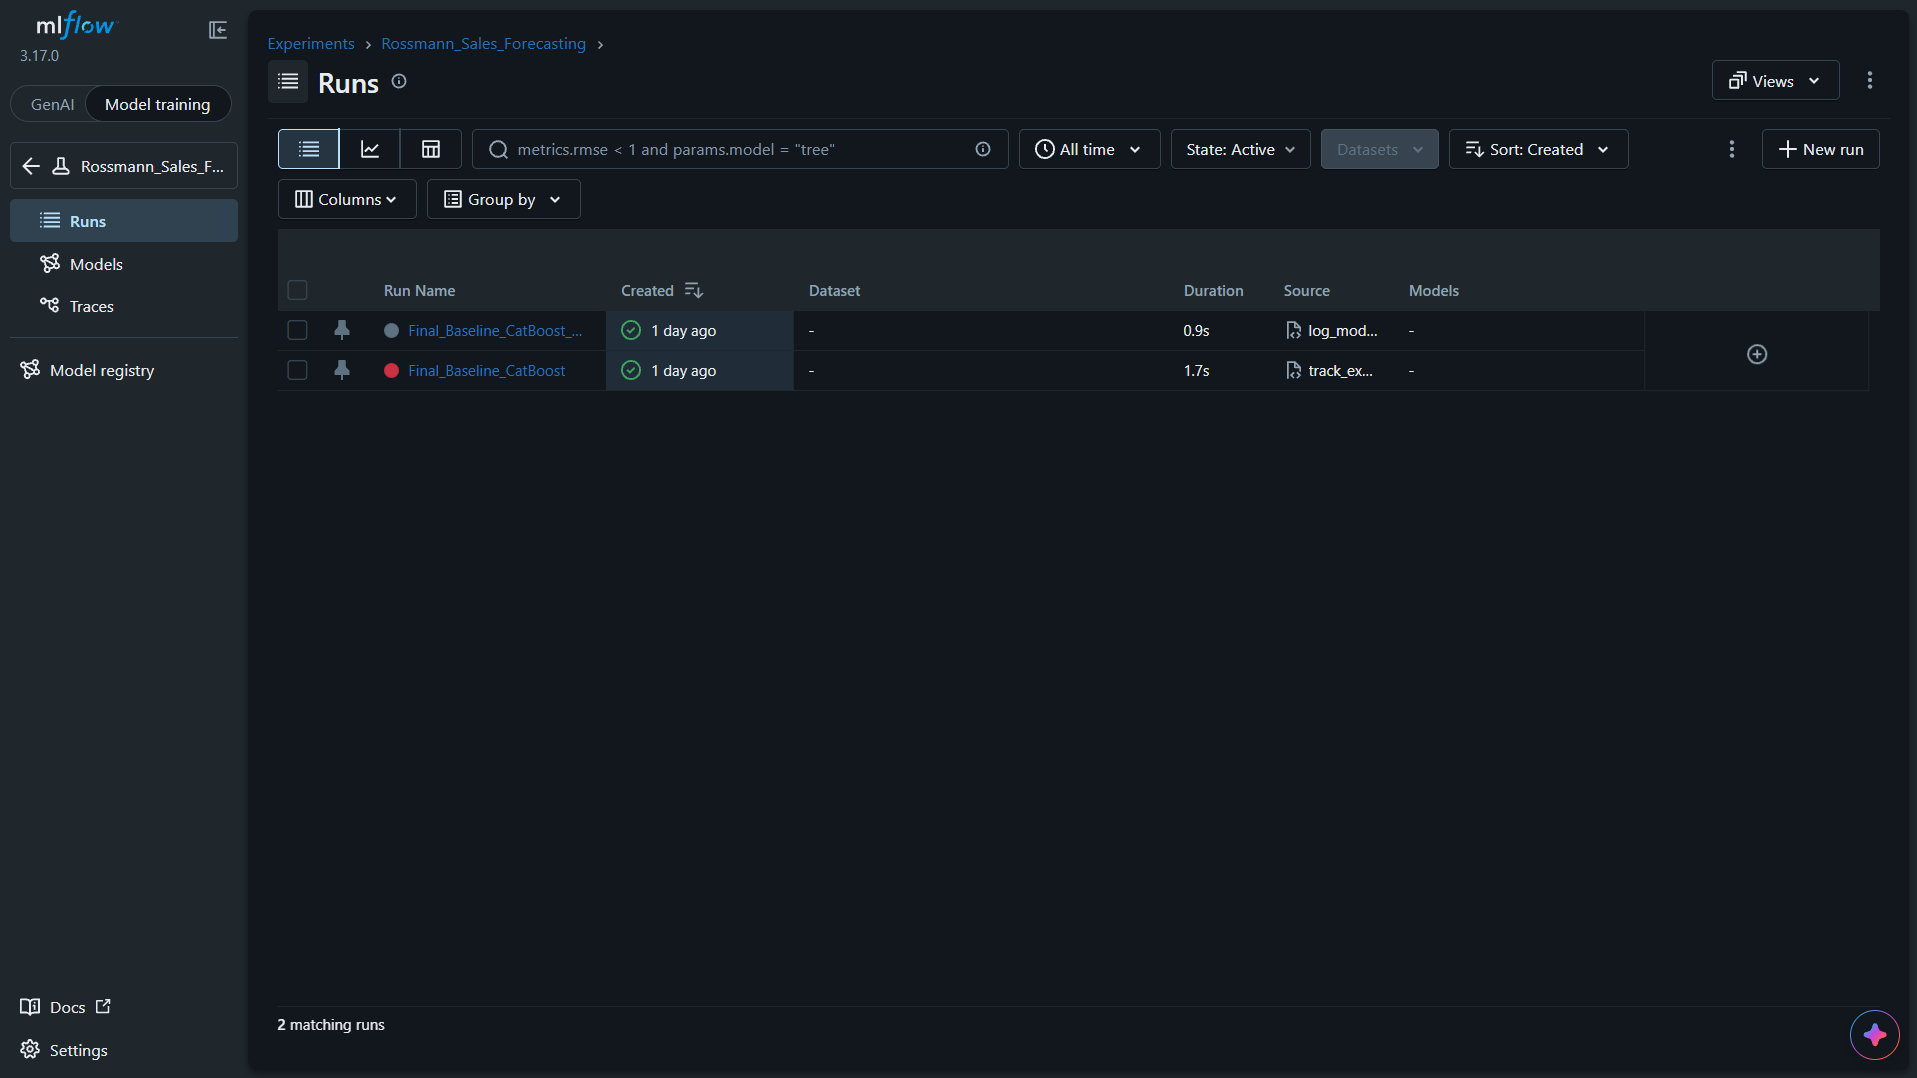 mlflow
3.17.0
GenAI
Model training
Rossmann_Sales_F...
Runs
Models
Traces
Model registry
Docs
Settings
Experiments > Rossmann_Sales_Forecasting >
Runs
Views
metrics.rmse < 1 and params.model = "tree"
All time
State: Active
Datasets
Sort: Created
New run
Columns
Group by
Run Name Created Dataset Duration Source Models
Final_Baseline_CatBoost_... 1 day ago - 0.9s log_mod... -
Final_Baseline_CatBoost 1 day ago - 1.7s track_ex... -
2 matching runs